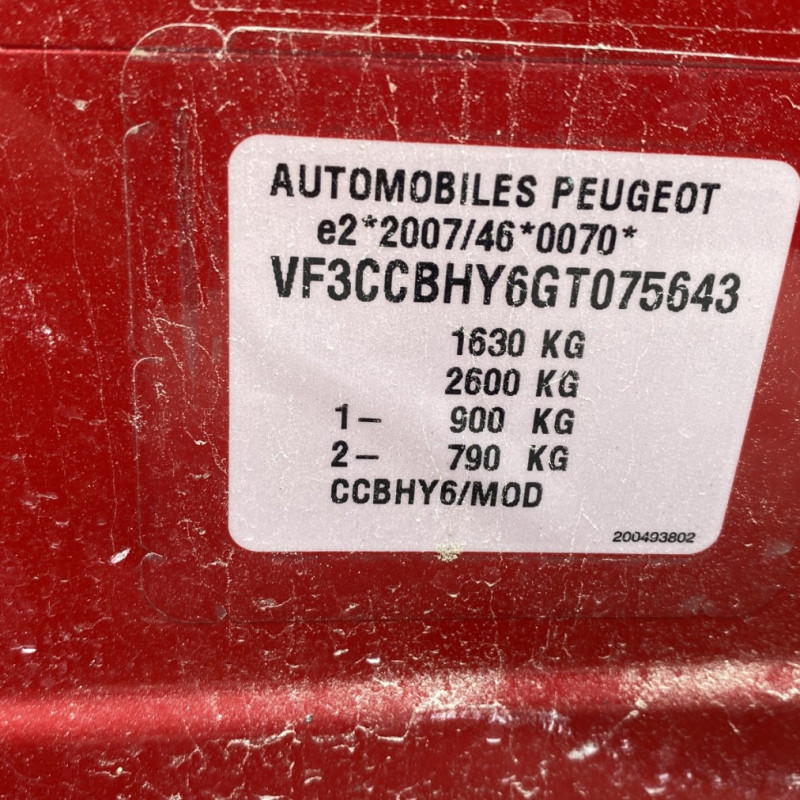 AUTOMOBILES PEUGEOT
e2*2007/46*0070*
VF3CCBHY6GT075643
1630 KG
2600 KG
1- 900 KG
2- 790 KG
CCBHY6/MOD
200493802